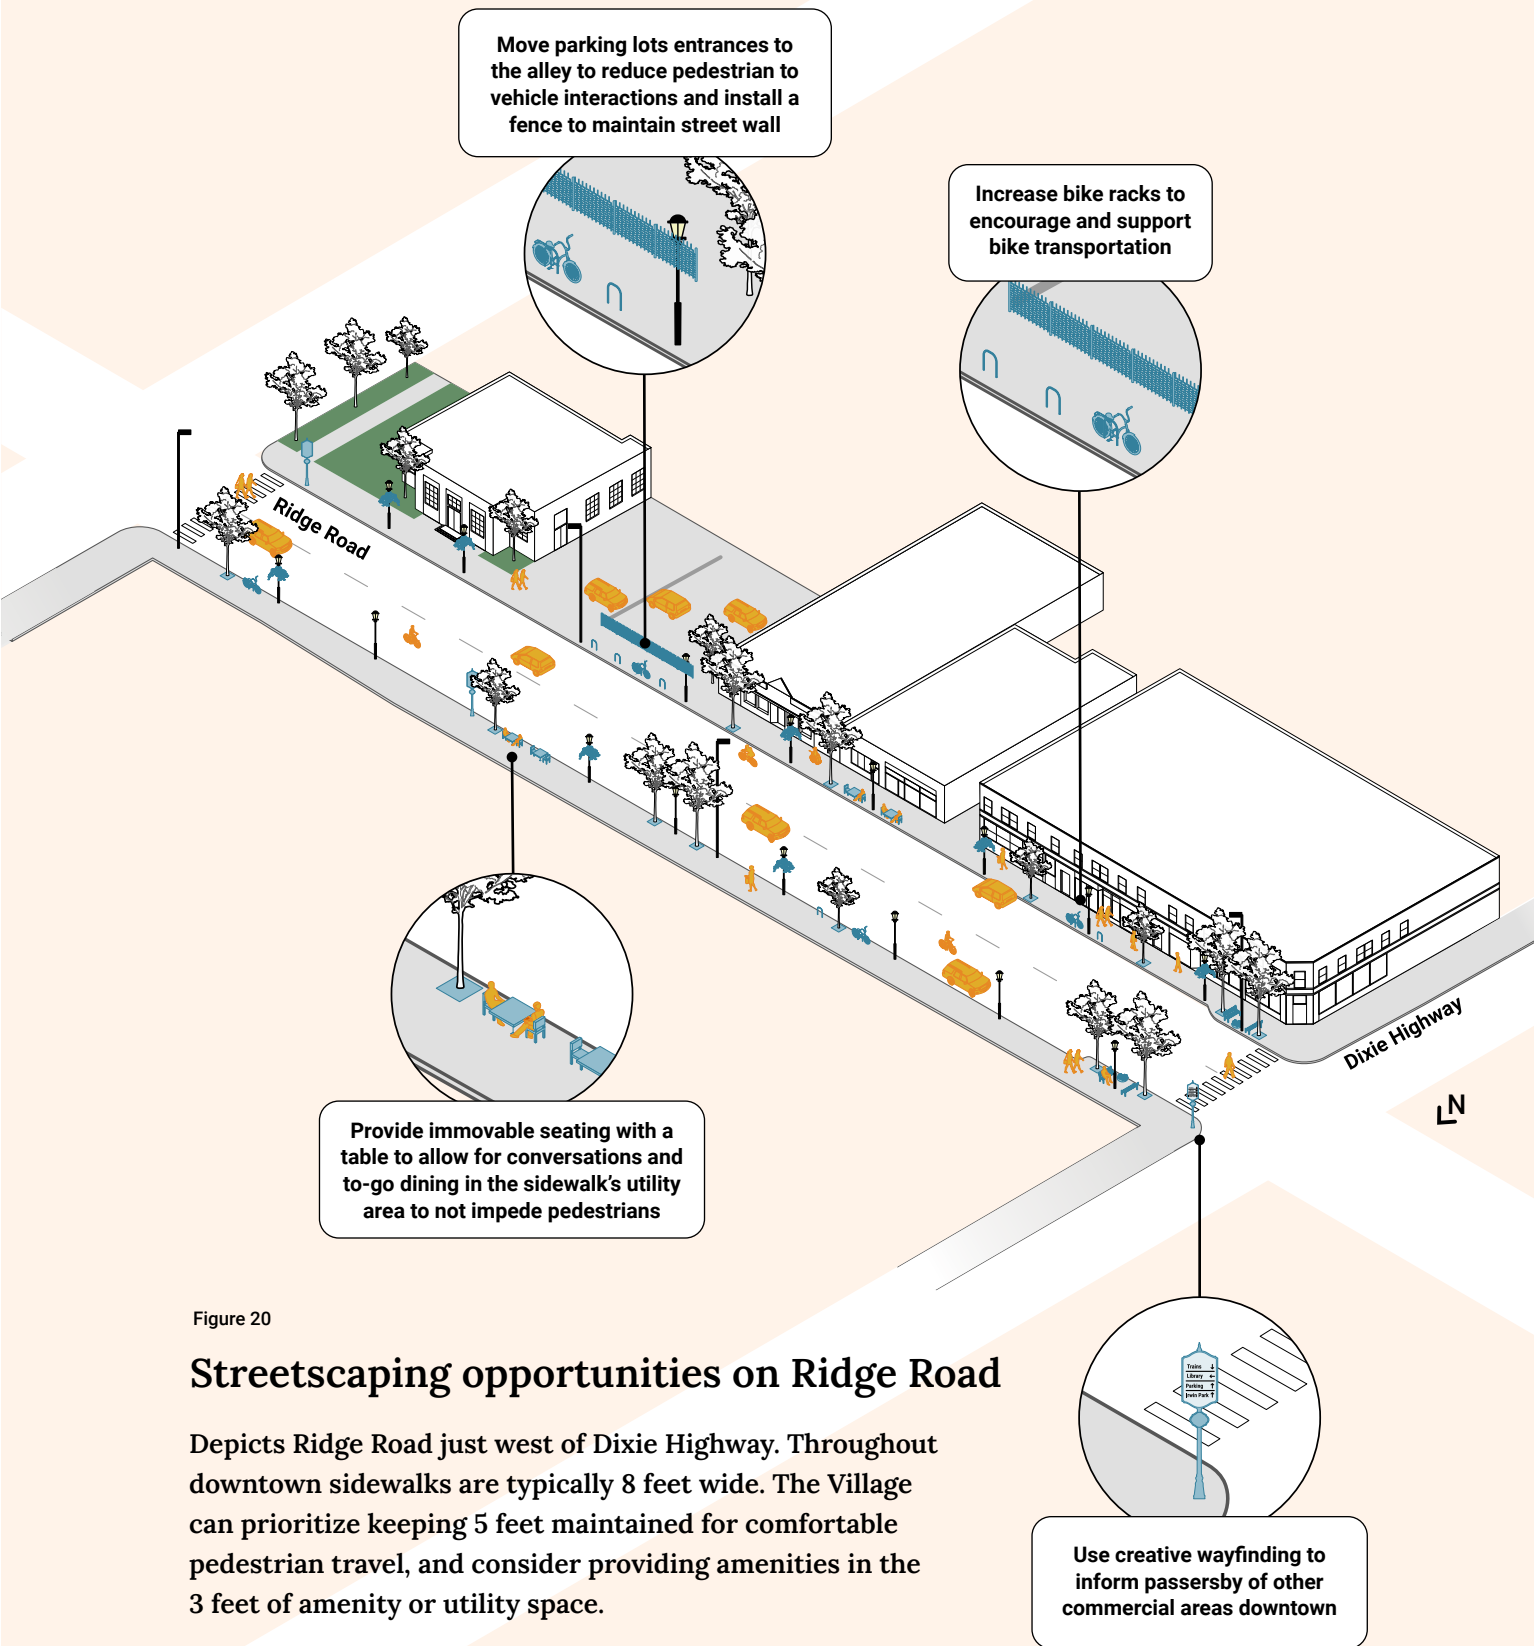 Move parking lots entrances to
the alley to reduce pedestrian to
vehicle interactions and install a
fence to maintain street wall
Increase bike racks to
encourage and support
bike transportation
Ridge Road
Dixie Highway
N
Provide immovable seating with a
table to allow for conversations and
to-go dining in the sidewalk's utility
area to not impede pedestrians
Trains ↓
Library ←
Parking ↑
Irwin Park ↑
Use creative wayfinding to
inform passersby of other
commercial areas downtown
Figure 20
Streetscaping opportunities on Ridge Road
Depicts Ridge Road just west of Dixie Highway. Throughout
downtown sidewalks are typically 8 feet wide. The Village
can prioritize keeping 5 feet maintained for comfortable
pedestrian travel, and consider providing amenities in the
3 feet of amenity or utility space.